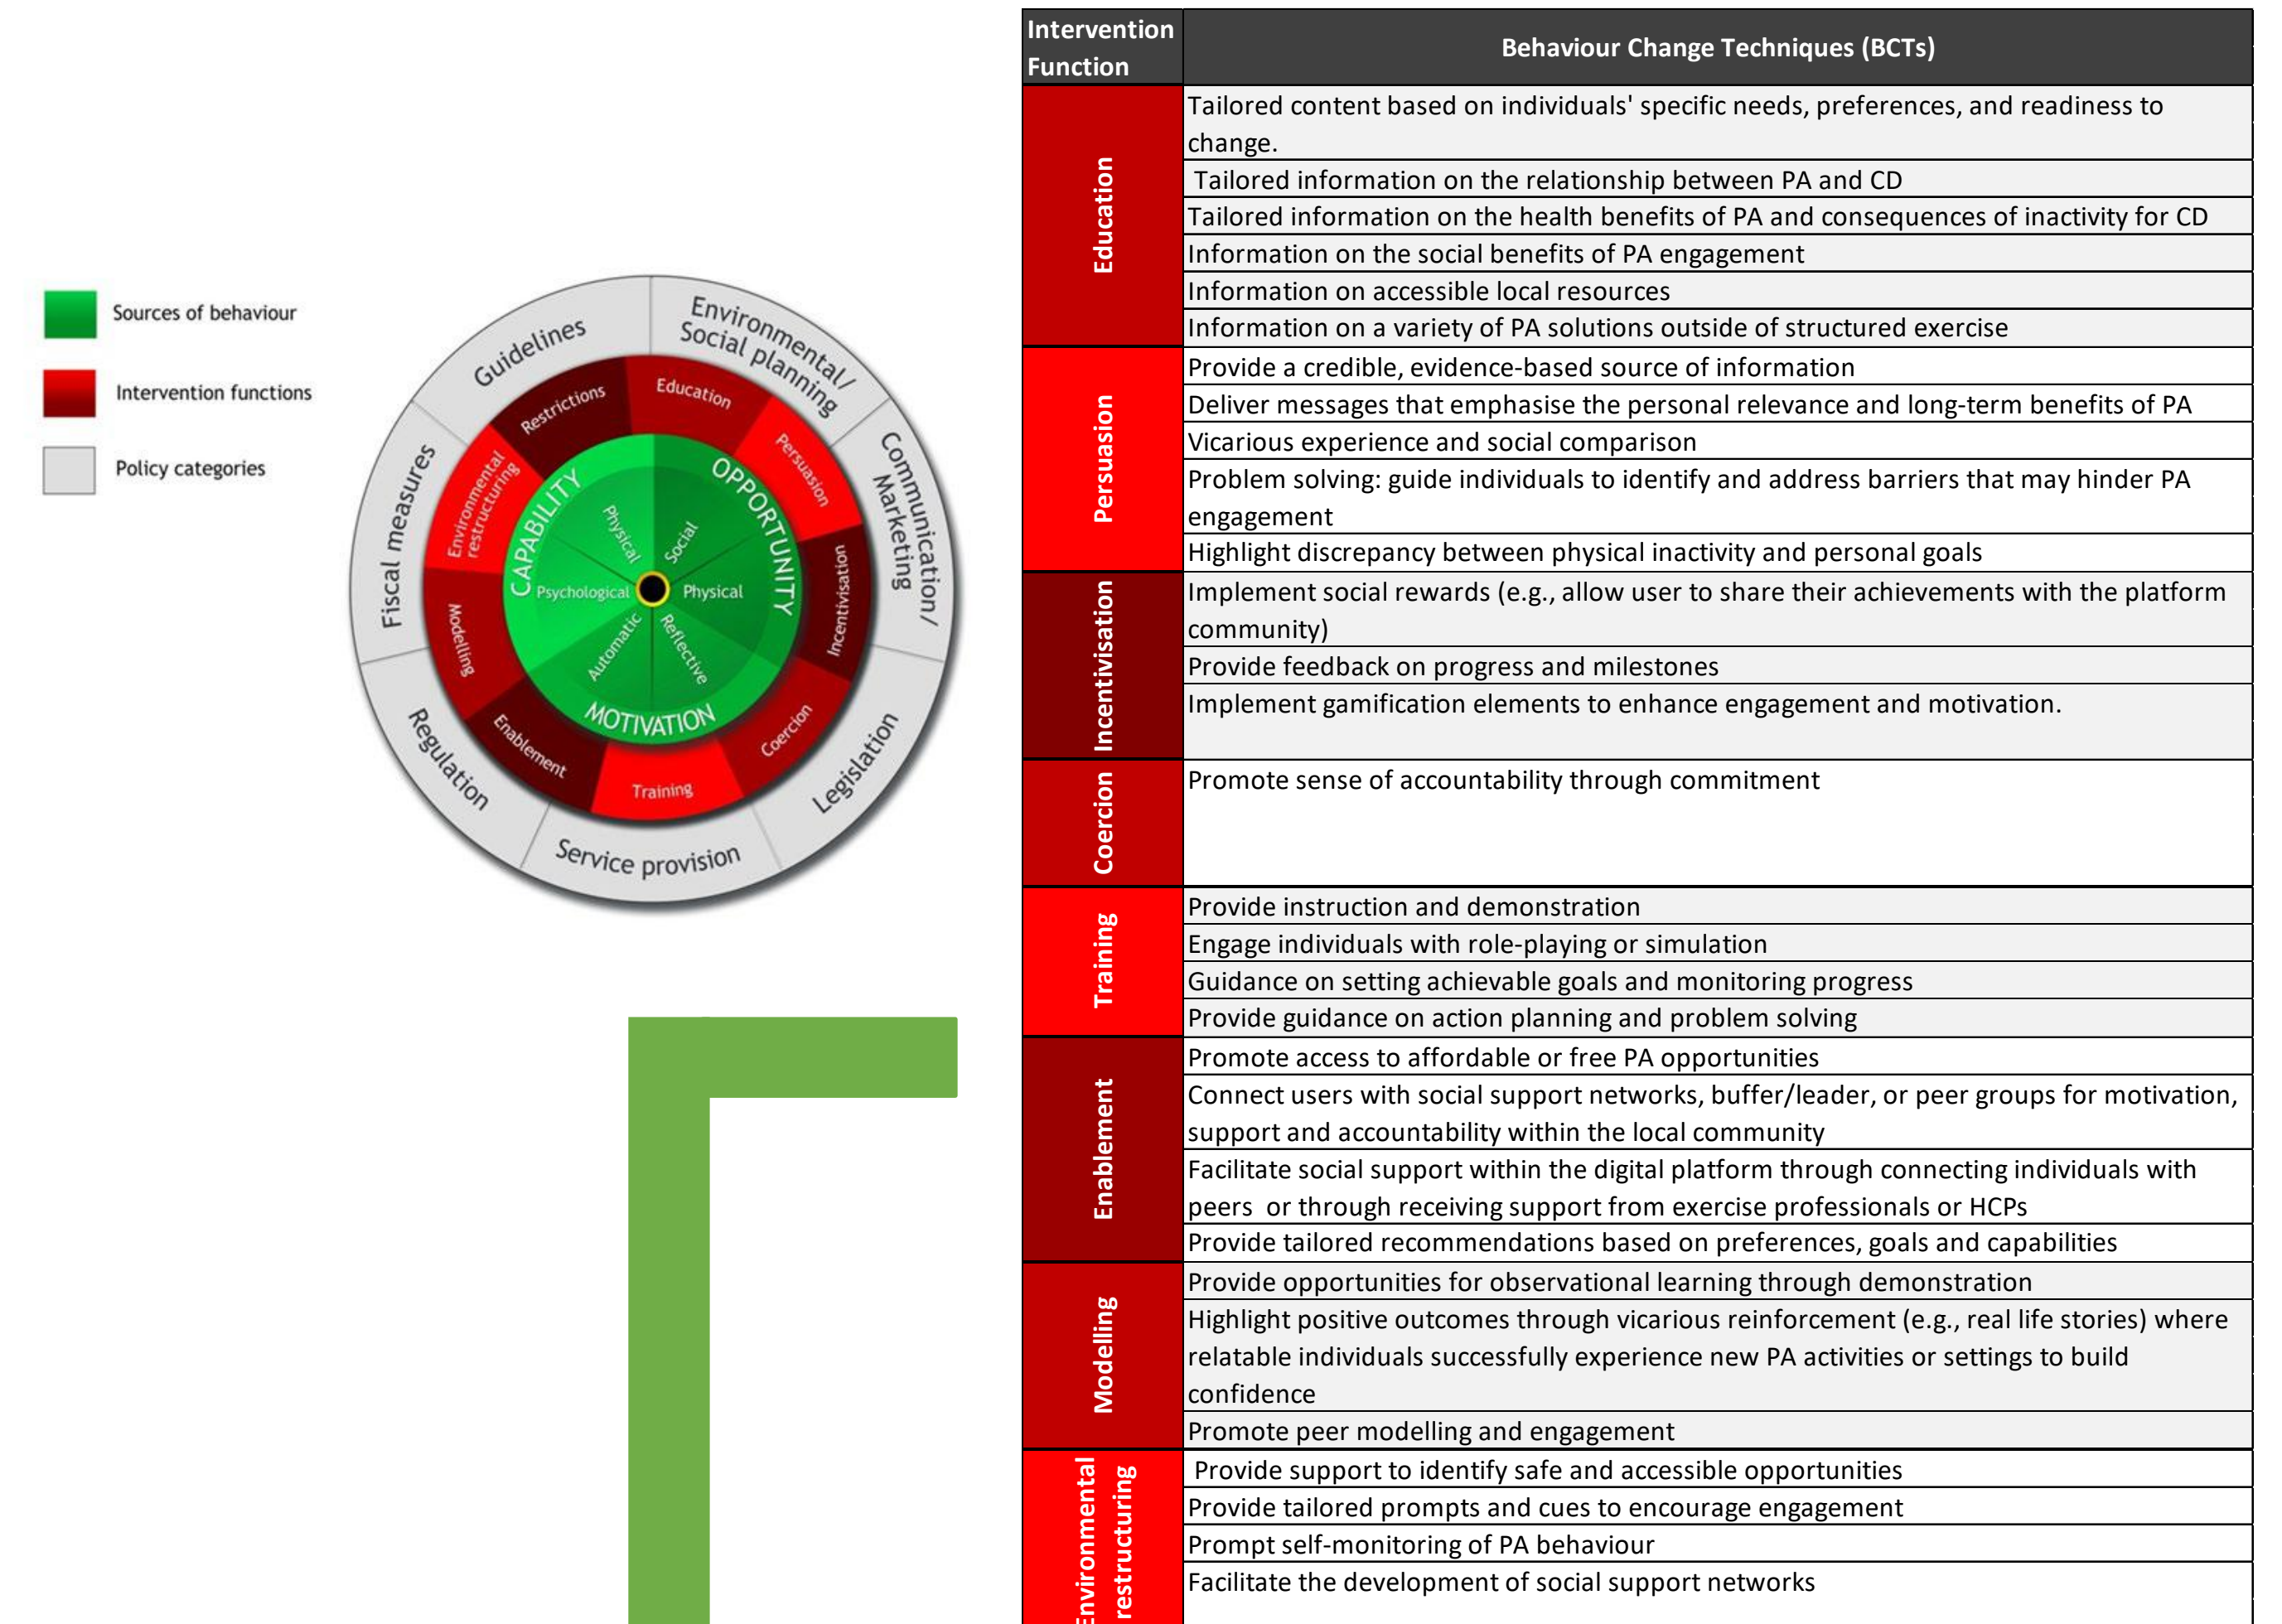 Sources of behaviour
Intervention functions
Policy categories
Guidelines
Environmental/
Social planning
Communication/
Marketing
Legislation
Service provision
Regulation
Fiscal measures
Restrictions
Education
Persuasion
Incentivisation
Coercion
Training
Enablement
Modelling
Environmental
restructuring
CAPABILITY
OPPORTUNITY
MOTIVATION
Physical
Social
Psychological
Physical
Automatic
Reflective
Intervention
Function
Behaviour Change Techniques (BCTs)
Education
Tailored content based on individuals' specific needs, preferences, and readiness to
change.
Tailored information on the relationship between PA and CD
Tailored information on the health benefits of PA and consequences of inactivity for CD
Information on the social benefits of PA engagement
Information on accessible local resources
Information on a variety of PA solutions outside of structured exercise
Persuasion
Provide a credible, evidence-based source of information
Deliver messages that emphasise the personal relevance and long-term benefits of PA
Vicarious experience and social comparison
Problem solving: guide individuals to identify and address barriers that may hinder PA
engagement
Highlight discrepancy between physical inactivity and personal goals
Incentivisation
Implement social rewards (e.g., allow user to share their achievements with the platform
community)
Provide feedback on progress and milestones
Implement gamification elements to enhance engagement and motivation.
Coercion
Promote sense of accountability through commitment
Training
Provide instruction and demonstration
Engage individuals with role-playing or simulation
Guidance on setting achievable goals and monitoring progress
Provide guidance on action planning and problem solving
Enablement
Promote access to affordable or free PA opportunities
Connect users with social support networks, buffer/leader, or peer groups for motivation,
support and accountability within the local community
Facilitate social support within the digital platform through connecting individuals with
peers or through receiving support from exercise professionals or HCPs
Provide tailored recommendations based on preferences, goals and capabilities
Modelling
Provide opportunities for observational learning through demonstration
Highlight positive outcomes through vicarious reinforcement (e.g., real life stories) where
relatable individuals successfully experience new PA activities or settings to build
confidence
Promote peer modelling and engagement
Environmental
restructuring
Provide support to identify safe and accessible opportunities
Provide tailored prompts and cues to encourage engagement
Prompt self-monitoring of PA behaviour
Facilitate the development of social support networks